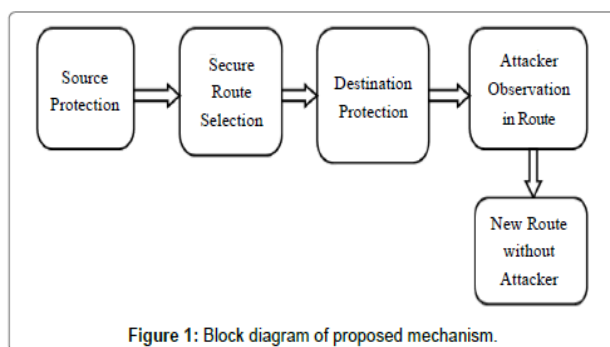 Source
Protection
Secure
Route
Selection
Destination
Protection
Attacker
Observation
in Route
New Route
without
Attacker
Figure 1: Block diagram of proposed mechanism.